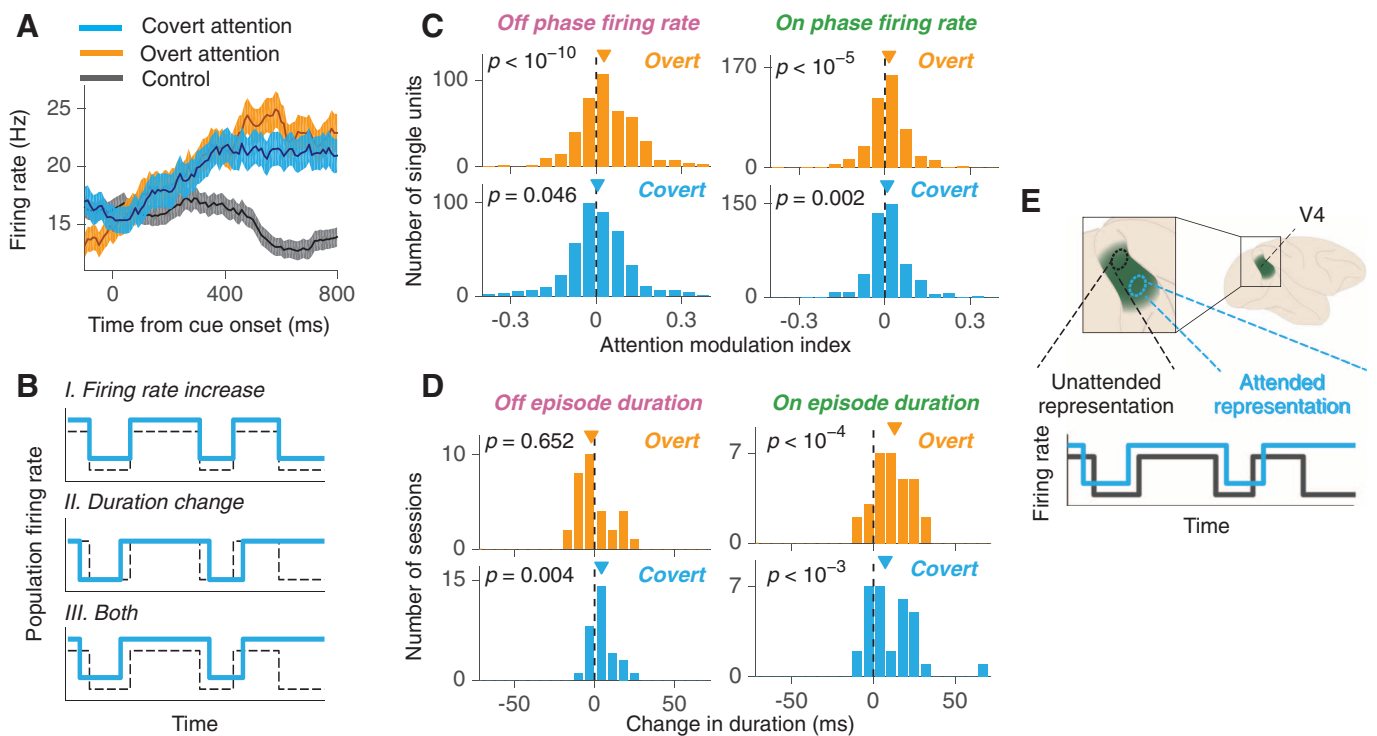 A
Covert attention
Overt attention
Control
Firing rate (Hz)
25
20
15
0
400
800
Time from cue onset (ms)
B
I. Firing rate increase
II. Duration change
III. Both
Population firing rate
Time
C
Off phase firing rate
On phase firing rate
Number of single units
p < 10−10
Overt
100
0
p < 10−5
Overt
170
0
p = 0.046
Covert
100
0
p = 0.002
Covert
150
0
-0.3
0
0.3
-0.3
0
0.3
Attention modulation index
D
Off episode duration
On episode duration
Number of sessions
p = 0.652
Overt
10
0
p < 10−4
Overt
7
0
p = 0.004
Covert
15
0
p < 10−3
Covert
7
0
-50
0
50
-50
0
50
Change in duration (ms)
E
V4
Unattended
representation
Attended
representation
Firing rate
Time